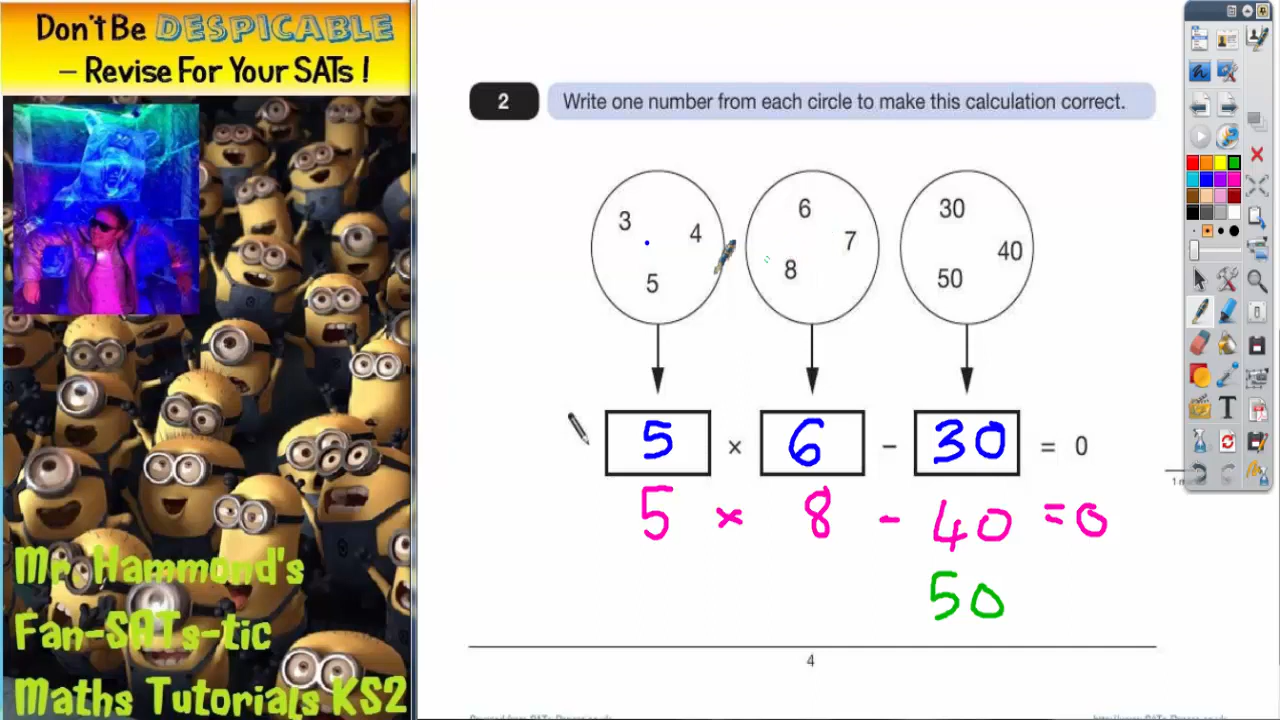 Don't Be DESPICABLE
– Revise For Your SATs !
Mr. Hammond's
Fan-SATs-tic
Maths Tutorials KS2
2 Write one number from each circle to make this calculation correct.
3 4 5
6 7 8
30 40 50
5 × 6 − 30 = 0
5 × 8 - 40 = 0
50
4